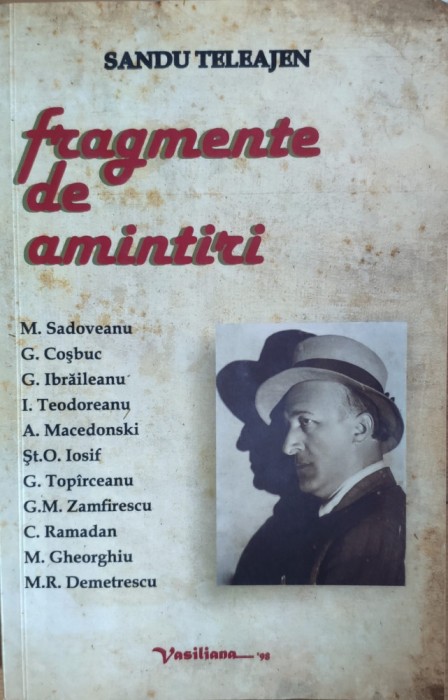 SANDU TELEAJEN
fragmente
de
amintiri
M. Sadoveanu
G. Coşbuc
G. Ibrăileanu
I. Teodoreanu
A. Macedonski
Şt.O. Iosif
G. Topîrceanu
G.M. Zamfirescu
C. Ramadan
M. Gheorghiu
M.R. Demetrescu
Vasiliana '98